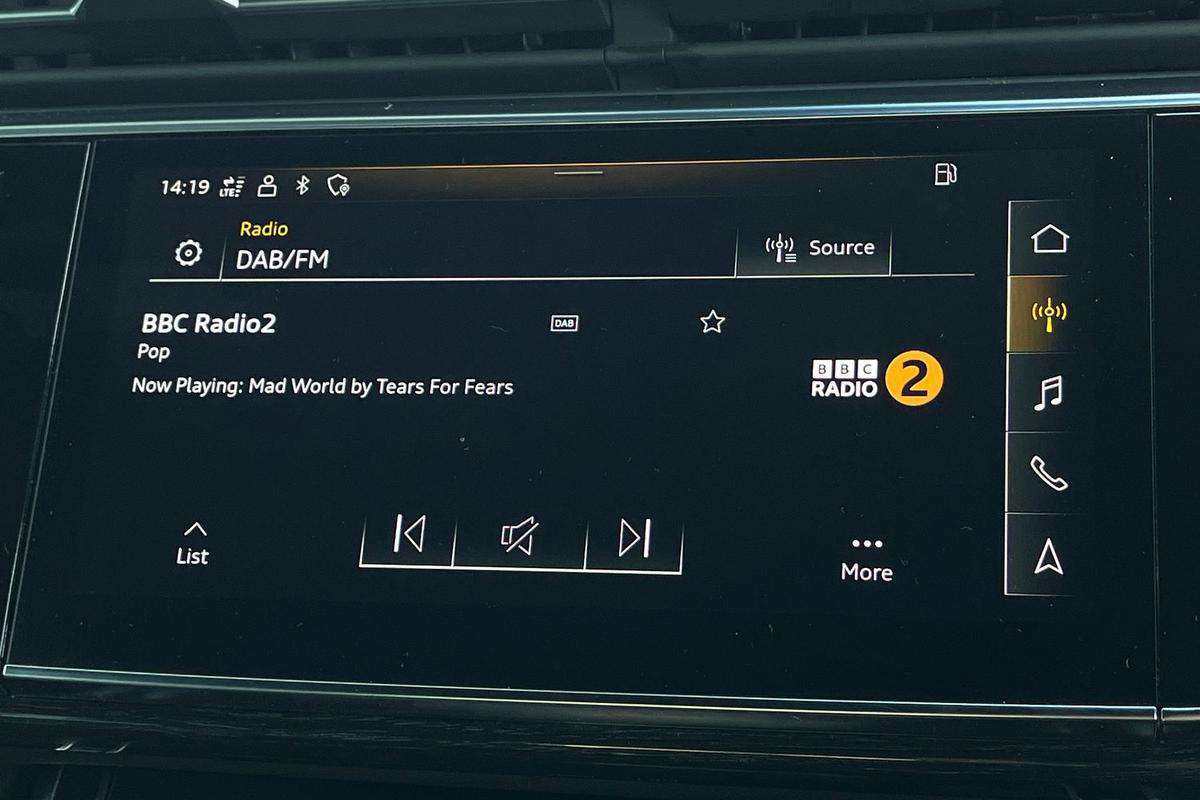 14:19 LTE
Radio
DAB/FM
Source
BBC Radio2
DAB
Pop
Now Playing: Mad World by Tears For Fears
BBC
RADIO 2
List
More